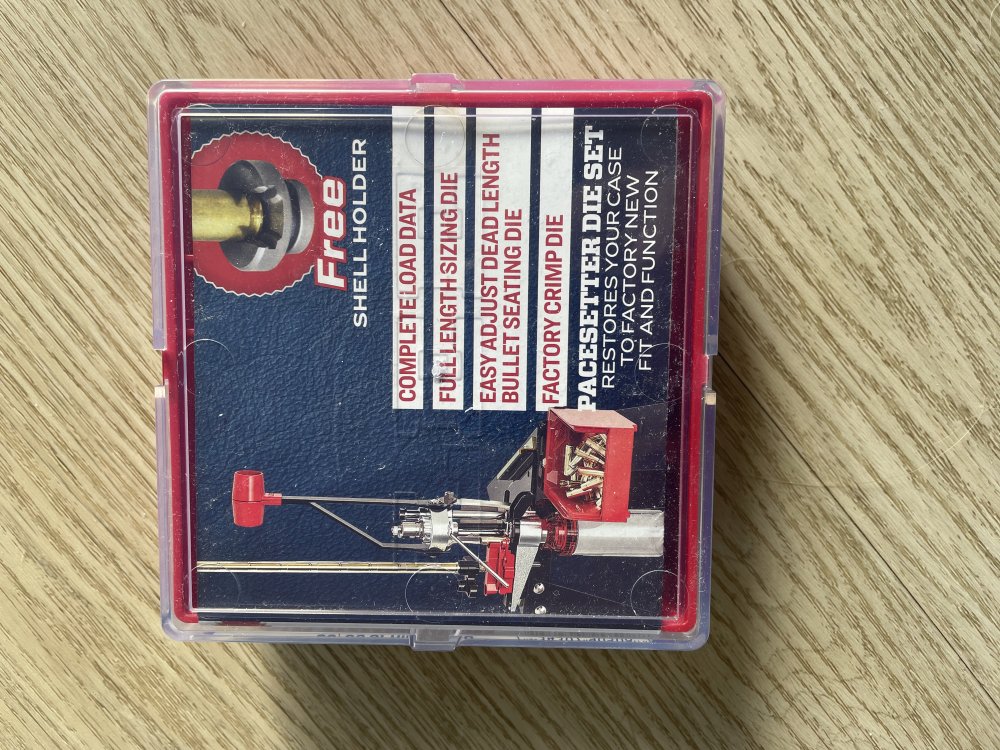 Free
SHELL HOLDER
COMPLETE LOAD DATA
FULL LENGTH SIZING DIE
EASY ADJUST DEAD LENGTH
BULLET SEATING DIE
FACTORY CRIMP DIE
PACESETTER DIE SET
RESTORES YOUR CASE
TO FACTORY NEW
FIT AND FUNCTION